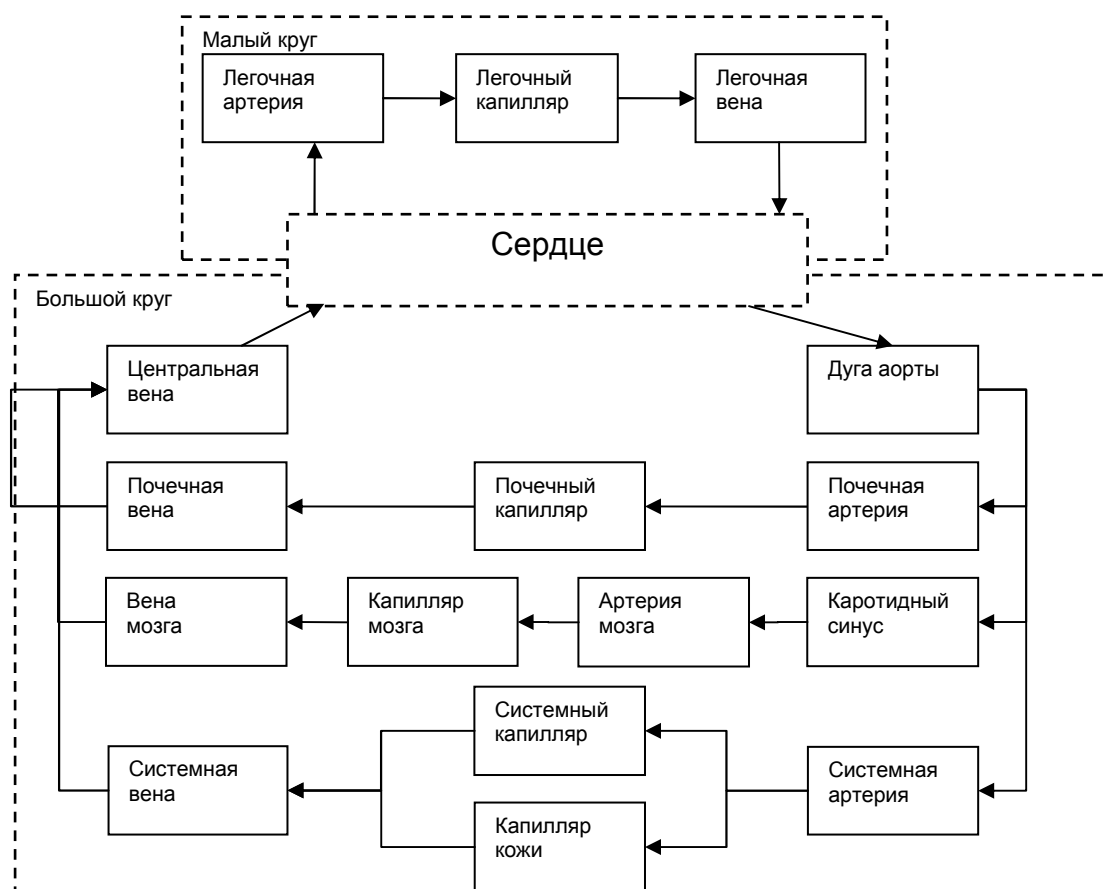 Малый круг
Легочная
артерия
Легочный
капилляр
Легочная
вена
Сердце
Большой круг
Центральная
вена
Дуга аорты
Почечная
вена
Почечный
капилляр
Почечная
артерия
Вена
мозга
Капилляр
мозга
Артерия
мозга
Каротидный
синус
Системный
капилляр
Системная
вена
Системная
артерия
Капилляр
кожи